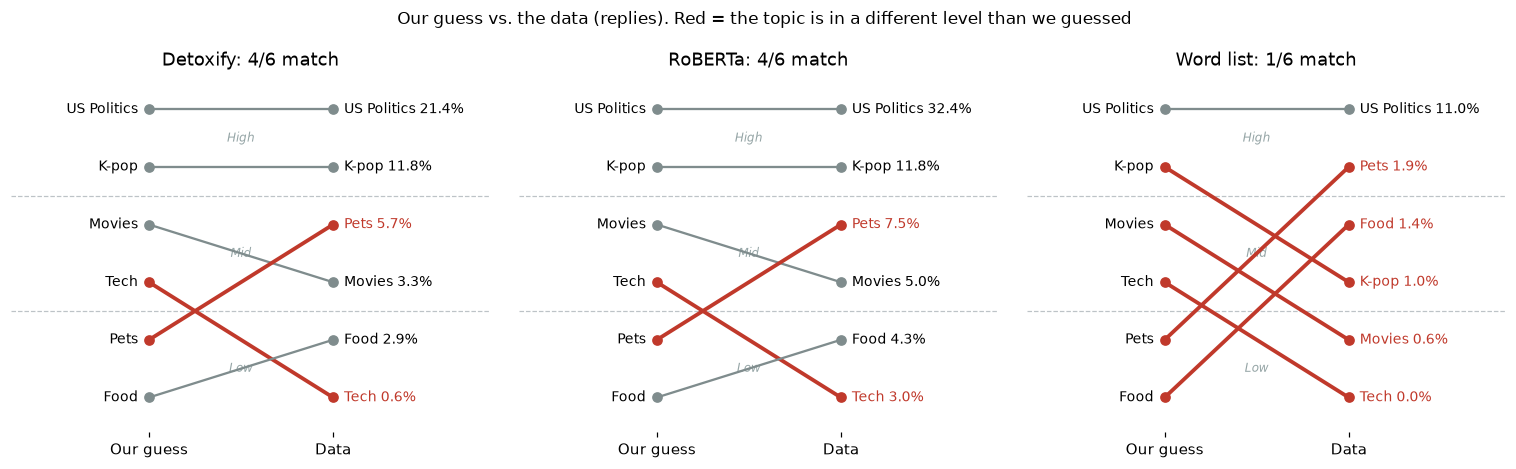 Our guess vs. the data (replies). Red = the topic is in a different level than we guessed
Detoxify: 4/6 match
US Politics
US Politics 21.4%
High
K-pop
K-pop 11.8%
Movies
Pets 5.7%
Mid
Tech
Movies 3.3%
Pets
Food 2.9%
Low
Food
Tech 0.6%
Our guess
Data
RoBERTa: 4/6 match
US Politics
US Politics 32.4%
High
K-pop
K-pop 11.8%
Movies
Pets 7.5%
Mid
Tech
Movies 5.0%
Pets
Food 4.3%
Low
Food
Tech 3.0%
Our guess
Data
Word list: 1/6 match
US Politics
US Politics 11.0%
High
K-pop
Pets 1.9%
Movies
Food 1.4%
Mid
Tech
K-pop 1.0%
Pets
Movies 0.6%
Low
Food
Tech 0.0%
Our guess
Data